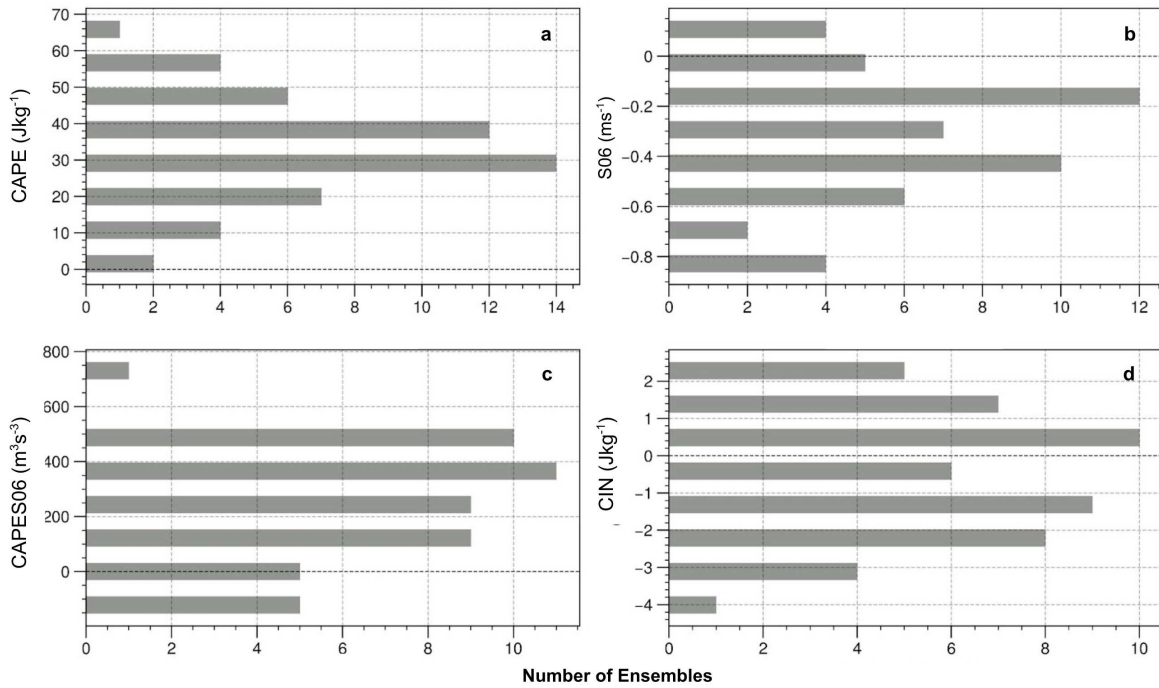 70
60
50
40
30
20
10
0
CAPE (Jkg⁻¹)
a
0 2 4 6 8 10 12 14
0
−0.2
−0.4
−0.6
−0.8
S06 (ms⁻¹)
b
0 2 4 6 8 10 12
800
600
400
200
0
CAPES06 (m³s⁻³)
c
0 2 4 6 8 10
2
1
0
−1
−2
−3
−4
CIN (Jkg⁻¹)
d
0 2 4 6 8 10
Number of Ensembles